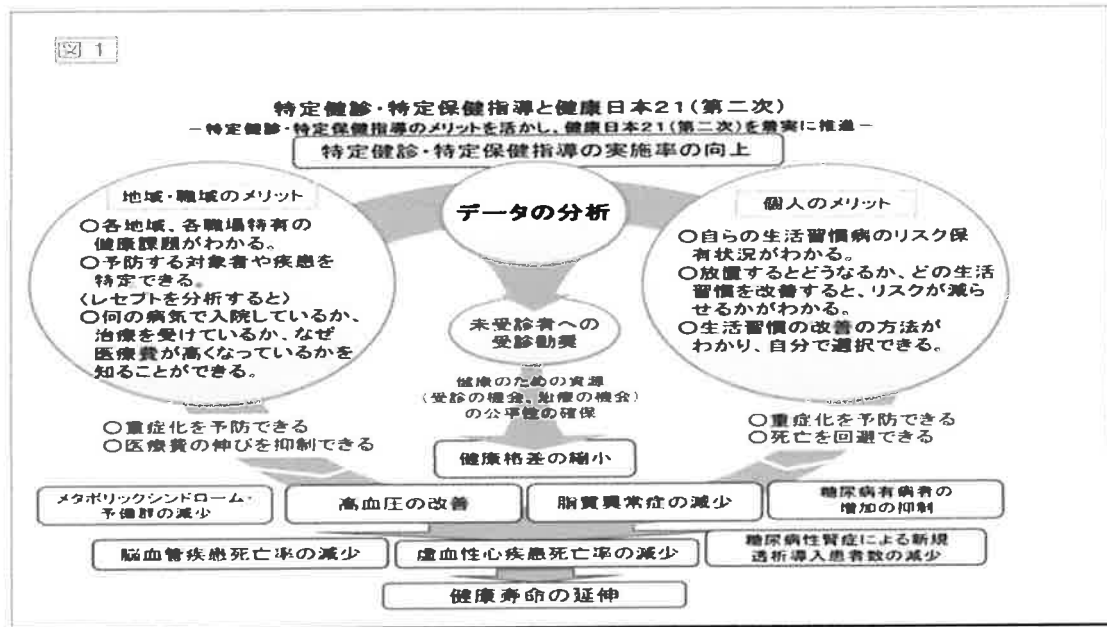 図 1
特定健診・特定保健指導と健康日本21(第二次)
－特定健診・特定保健指導のメリットを活かし、健康日本21(第二次)を着実に推進－
特定健診・特定保健指導の実施率の向上
地域・職域のメリット
○各地域、各職場特有の
健康課題がわかる。
○予防する対象者や疾患を
特定できる。
〈レセプトを分析すると〉
○何の病気で入院しているか、
治療を受けているか、なぜ
医療費が高くなっているかを
知ることができる。
データの分析
未受診者への
受診勧奨
個人のメリット
○自らの生活習慣病のリスク保
有状況がわかる。
○放置するとどうなるか、どの生活
習慣を改善すると、リスクが減ら
せるかがわかる。
○生活習慣の改善の方法が
わかり、自分で選択できる。
健康のための資源
(受診の機会、治療の機会)
の公平性の確保
○重症化を予防できる
○医療費の伸びを抑制できる
○重症化を予防できる
○死亡を回避できる
健康格差の縮小
メタボリックシンドローム・
予備群の減少
高血圧の改善
脂質異常症の減少
糖尿病有病者の
増加の抑制
脳血管疾患死亡率の減少
虚血性心疾患死亡率の減少
糖尿病性腎症による新規
透析導入患者数の減少
健康寿命の延伸